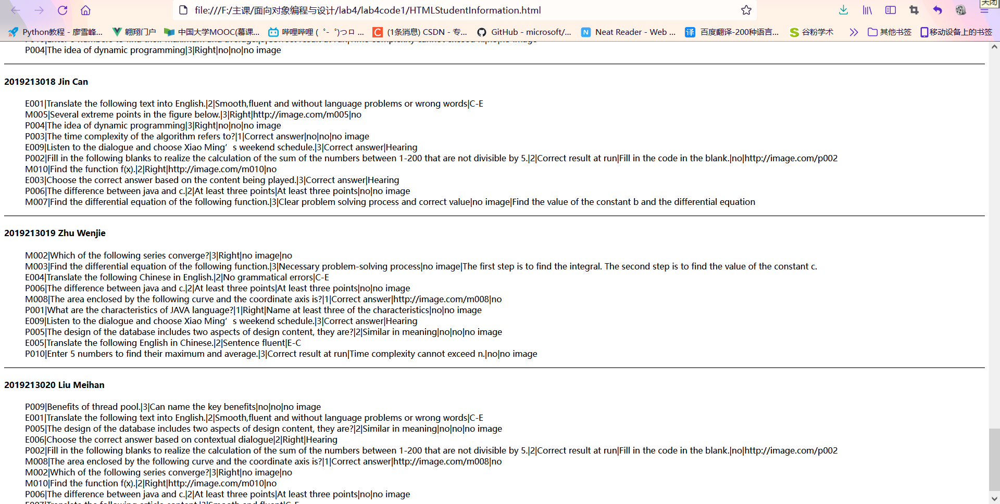 关闭
file:///F:/主课/面向对象编程与设计/lab4/lab4code1/HTMLStudentInformation.html
Python教程 - 廖雪峰... 翱翔门户 中国大学MOOC(慕课... 哔哩哔哩 ( ゜- ゜)つロ ... (1条消息) CSDN - 专... GitHub - microsoft/... Neat Reader - Web ... 百度翻译-200种语言... 谷粉学术 其他书签 移动设备上的书签
P004|The idea of dynamic programming|3|Right|no|no|no image
2019213018 Jin Can
E001|Translate the following text into English.|2|Smooth,fluent and without language problems or wrong words|C-E
M005|Several extreme points in the figure below.|3|Right|http://image.com/m005|no
P004|The idea of dynamic programming|3|Right|no|no|no image
P003|The time complexity of the algorithm refers to?|1|Correct answer|no|no|no image
E009|Listen to the dialogue and choose Xiao Ming’s weekend schedule.|3|Correct answer|Hearing
P002|Fill in the following blanks to realize the calculation of the sum of the numbers between 1-200 that are not divisible by 5.|2|Correct result at run|Fill in the code in the blank.|no|http://image.com/p002
M010|Find the function f(x).|2|Right|http://image.com/m010|no
E003|Choose the correct answer based on the content being played.|3|Correct answer|Hearing
P006|The difference between java and c.|2|At least three points|At least three points|no|no image
M007|Find the differential equation of the following function.|3|Clear problem solving process and correct value|no image|Find the value of the constant b and the differential equation
2019213019 Zhu Wenjie
M002|Which of the following series converge?|3|Right|no image|no
M003|Find the differential equation of the following function.|3|Necessary problem-solving process|no image|The first step is to find the integral. The second step is to find the value of the constant c.
E004|Translate the following Chinese in English.|2|No grammatical errors|C-E
P006|The difference between java and c.|2|At least three points|At least three points|no|no image
M008|The area enclosed by the following curve and the coordinate axis is?|1|Correct answer|http://image.com/m008|no
P001|What are the characteristics of JAVA language?|1|Right|Name at least three of the characteristics|no|no image
E009|Listen to the dialogue and choose Xiao Ming’s weekend schedule.|3|Correct answer|Hearing
P005|The design of the database includes two aspects of design content, they are?|2|Similar in meaning|no|no|no image
E005|Translate the following English in Chinese.|2|Sentence fluent|E-C
P010|Enter 5 numbers to find their maximum and average.|3|Correct result at run|Time complexity cannot exceed n.|no|no image
2019213020 Liu Meihan
P009|Benefits of thread pool.|3|Can name the key benefits|no|no|no image
E001|Translate the following text into English.|2|Smooth,fluent and without language problems or wrong words|C-E
P005|The design of the database includes two aspects of design content, they are?|2|Similar in meaning|no|no|no image
E006|Choose the correct answer based on contextual dialogue|2|Right|Hearing
P002|Fill in the following blanks to realize the calculation of the sum of the numbers between 1-200 that are not divisible by 5.|2|Correct result at run|Fill in the code in the blank.|no|http://image.com/p002
M008|The area enclosed by the following curve and the coordinate axis is?|1|Correct answer|http://image.com/m008|no
M002|Which of the following series converge?|3|Right|no image|no
M010|Find the function f(x).|2|Right|http://image.com/m010|no
P006|The difference between java and c.|2|At least three points|At least three points|no|no image